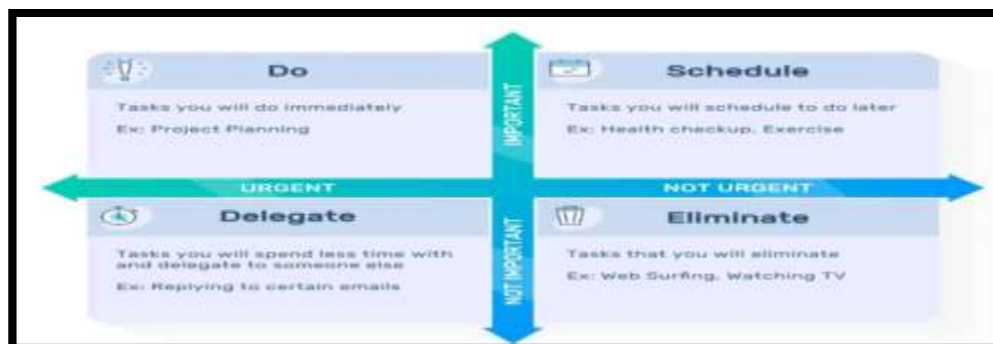 Do
Tasks you will do immediately
Ex: Project Planning
Schedule
Tasks you will schedule to do later
Ex: Health checkup, Exercise
IMPORTANT
URGENT
NOT URGENT
Delegate
Tasks you will spend less time with
and delegate to someone else
Ex: Replying to certain emails
NOT IMPORTANT
Eliminate
Tasks that you will eliminate
Ex: Web Surfing, Watching TV